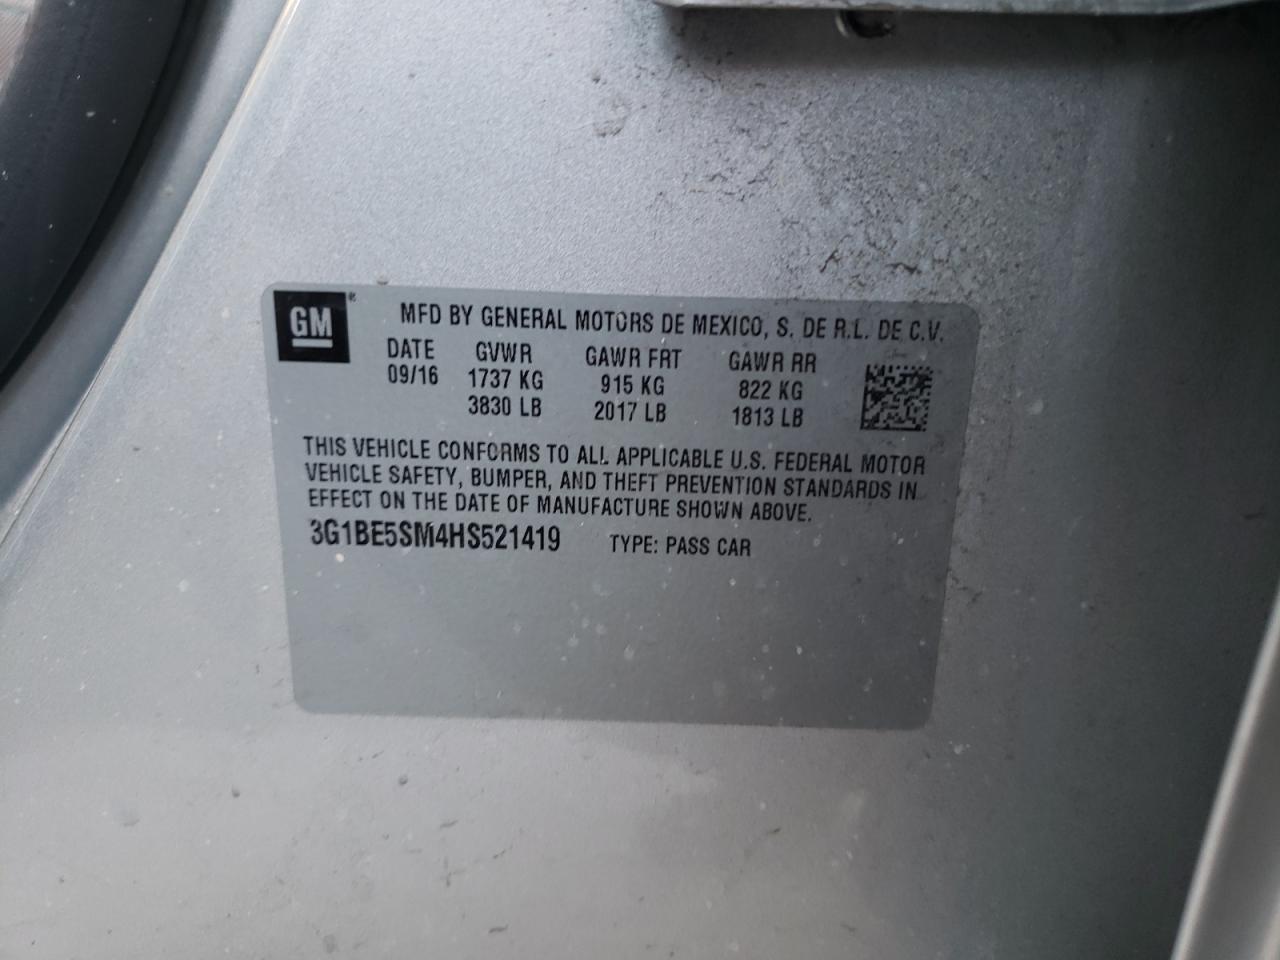 GM®
MFD BY GENERAL MOTORS DE MEXICO, S. DE R.L. DE C.V.
DATE GVWR GAWR FRT GAWR RR
09/16 1737 KG 915 KG 822 KG
3830 LB 2017 LB 1813 LB
THIS VEHICLE CONFORMS TO ALL APPLICABLE U.S. FEDERAL MOTOR
VEHICLE SAFETY, BUMPER, AND THEFT PREVENTION STANDARDS IN
EFFECT ON THE DATE OF MANUFACTURE SHOWN ABOVE.
3G1BE5SM4HS521419 TYPE: PASS CAR